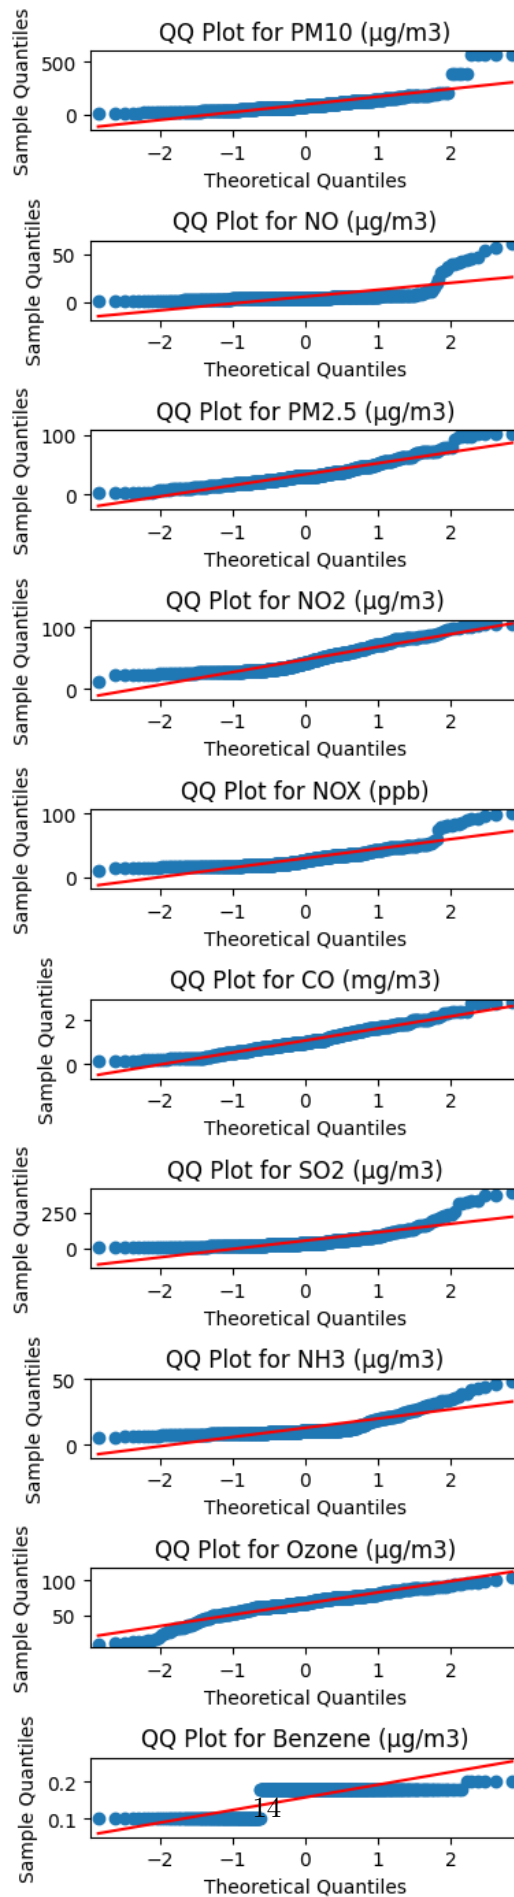 QQ Plot for PM10 (µg/m3)
Sample Quantiles
500
0
−2 −1 0 1 2
Theoretical Quantiles
QQ Plot for NO (µg/m3)
Sample Quantiles
50
0
−2 −1 0 1 2
Theoretical Quantiles
QQ Plot for PM2.5 (µg/m3)
Sample Quantiles
100
0
−2 −1 0 1 2
Theoretical Quantiles
QQ Plot for NO2 (µg/m3)
Sample Quantiles
100
0
−2 −1 0 1 2
Theoretical Quantiles
QQ Plot for NOX (ppb)
Sample Quantiles
100
0
−2 −1 0 1 2
Theoretical Quantiles
QQ Plot for CO (mg/m3)
Sample Quantiles
2
0
−2 −1 0 1 2
Theoretical Quantiles
QQ Plot for SO2 (µg/m3)
Sample Quantiles
250
0
−2 −1 0 1 2
Theoretical Quantiles
QQ Plot for NH3 (µg/m3)
Sample Quantiles
50
0
−2 −1 0 1 2
Theoretical Quantiles
QQ Plot for Ozone (µg/m3)
Sample Quantiles
100
50
−2 −1 0 1 2
Theoretical Quantiles
QQ Plot for Benzene (µg/m3)
Sample Quantiles
0.2
0.1
14
−2 −1 0 1 2
Theoretical Quantiles